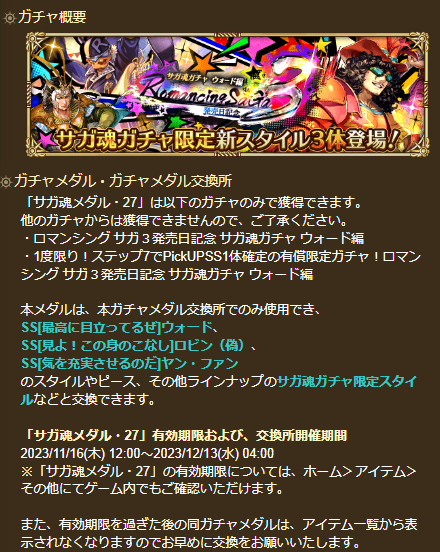 ガチャ概要
サガ魂ガチャ ウォード編
Romancing SaGa 3
発売日記念
サガ魂ガチャ限定新スタイル3体登場!
ガチャメダル・ガチャメダル交換所
「サガ魂メダル・27」は以下のガチャのみで獲得できます。
他のガチャからは獲得できませんので、ご了承ください。
・ロマンシング サガ３発売日記念 サガ魂ガチャ ウォード編
・1度限り！ステップ7でPickUPSS1体確定の有償限定ガチャ！ロマン
シング サガ３発売日記念 サガ魂ガチャ ウォード編
本メダルは、本ガチャメダル交換所でのみ使用でき、
SS[最高に目立ってるぜ]ウォード、
SS[見よ！この身のこなし]ロビン（偽）、
SS[気を充実させるのだ]ヤン・ファン
のスタイルやピース、その他ラインナップのサガ魂ガチャ限定スタイ
ルなどと交換できます。
「サガ魂メダル・27」有効期限および、交換所開催期間
2023/11/16(木) 12:00～2023/12/13(水) 04:00
※「サガ魂メダル・27」の有効期限については、ホーム＞アイテム＞
その他にてゲーム内でもご確認いただけます。
また、有効期限を過ぎた後の同ガチャメダルは、アイテム一覧から表
示されなくなりますのでお早めに交換をお願いいたします。